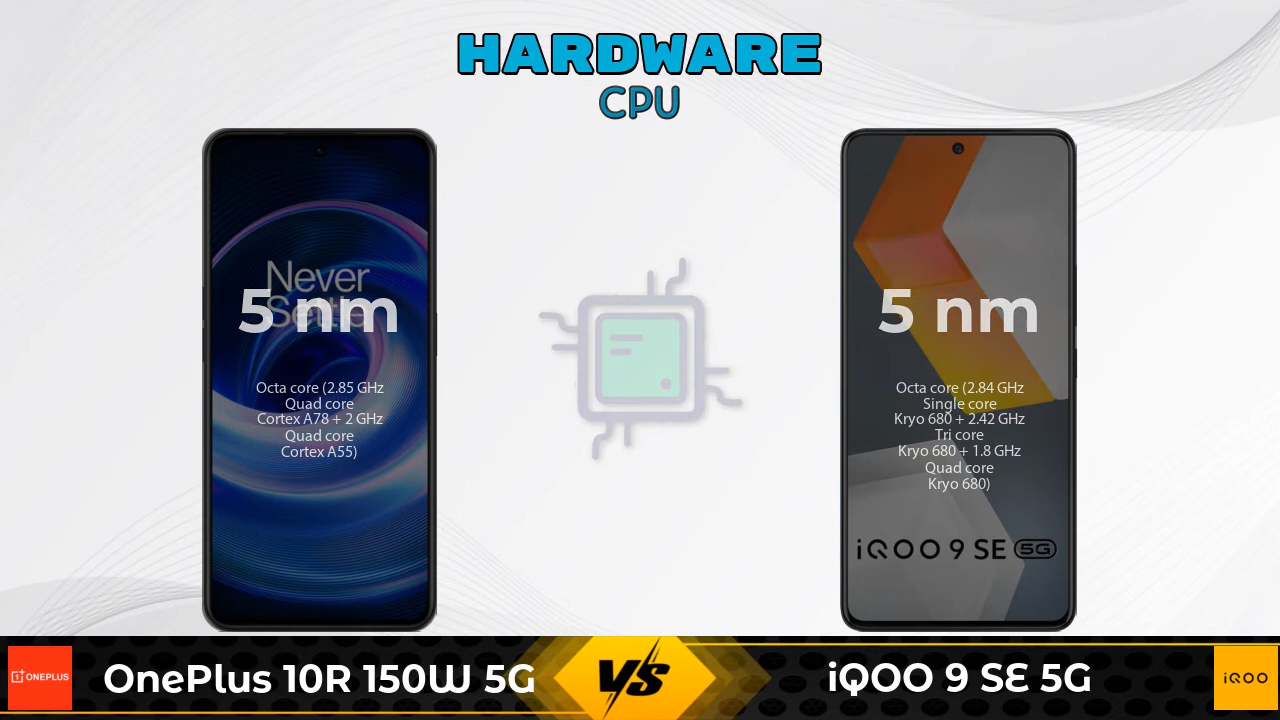 HARDWARE
CPU
Never
Settle
5 nm
Octa core (2.85 GHz
Quad core
Cortex A78 + 2 GHz
Quad core
Cortex A55)
5 nm
Octa core (2.84 GHz
Single core
Kryo 680 + 2.42 GHz
Tri core
Kryo 680 + 1.8 GHz
Quad core
Kryo 680)
iQOO 9 SE 5G
1+ ONEPLUS
OnePlus 10R 150W 5G
VS
iQOO 9 SE 5G
iQOO